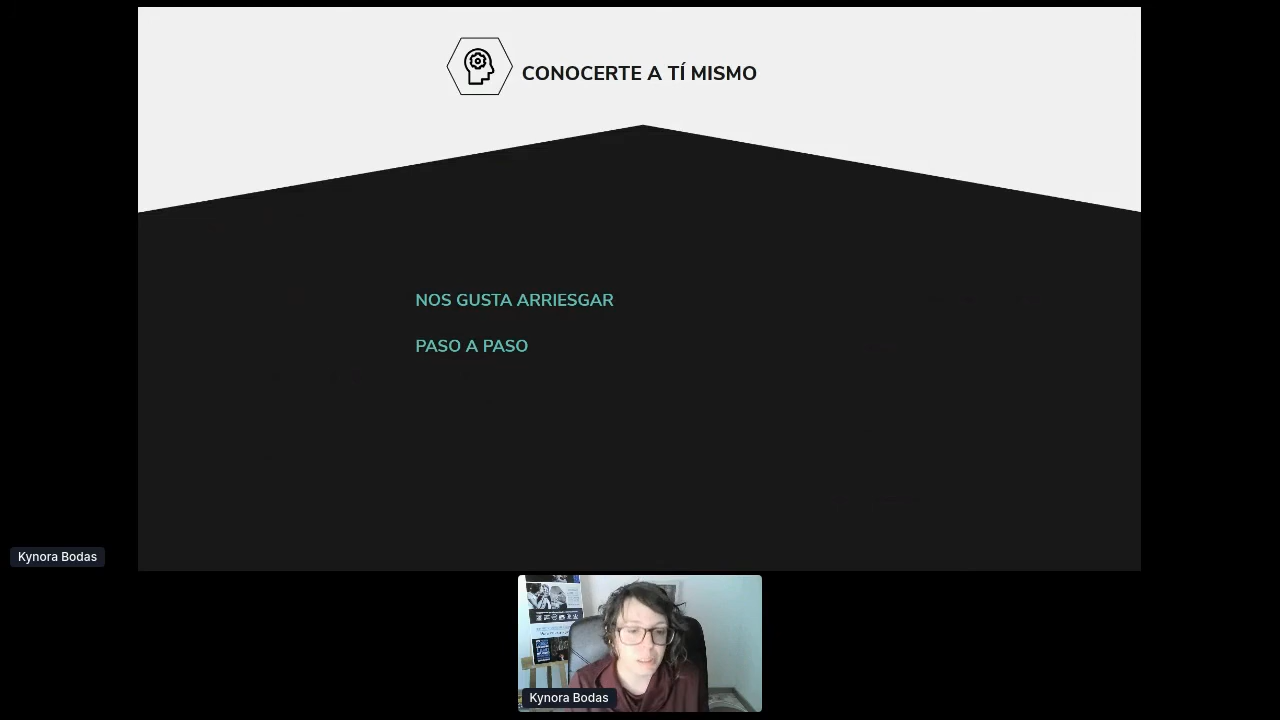 CONOCERTE A TÍ MISMO
NOS GUSTA ARRIESGAR
PASO A PASO
Kynora Bodas
Kynora Bodas